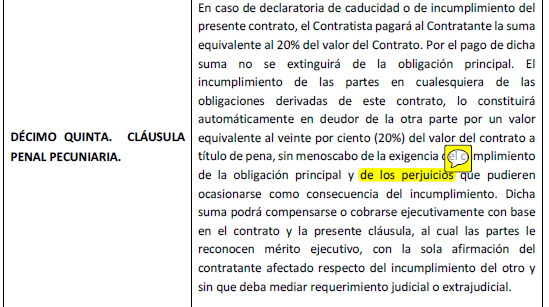 En caso de declaratoria de caducidad o de incumplimiento del
presente contrato, el Contratista pagará al Contratante la suma
equivalente al 20% del valor del Contrato. Por el pago de dicha
suma no se extinguirá de la obligación principal. El
incumplimiento de las partes en cualesquiera de las
obligaciones derivadas de este contrato, lo constituirá
automáticamente en deudor de la otra parte por un valor
DÉCIMO QUINTA. CLÁUSULA
PENAL PECUNIARIA.
equivalente al veinte por ciento (20%) del valor del contrato a
título de pena, sin menoscabo de la exigencia del cumplimiento
de la obligación principal y de los perjuicios que pudieren
ocasionarse como consecuencia del incumplimiento. Dicha
suma podrá compensarse o cobrarse ejecutivamente con base
en el contrato y la presente cláusula, al cual las partes le
reconocen mérito ejecutivo, con la sola afirmación del
contratante afectado respecto del incumplimiento del otro y
sin que deba mediar requerimiento judicial o extrajudicial.